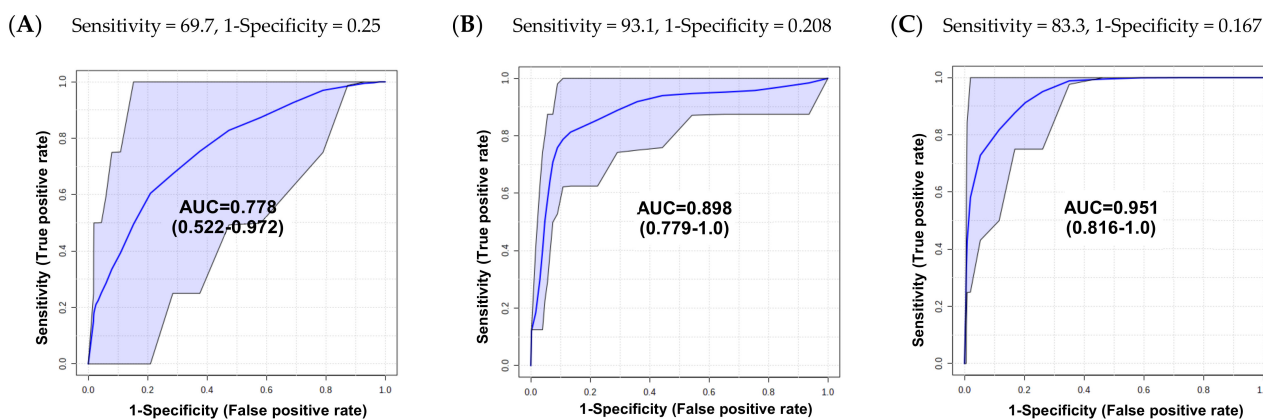 (A) Sensitivity = 69.7, 1-Specificity = 0.25
(B) Sensitivity = 93.1, 1-Specificity = 0.208
(C) Sensitivity = 83.3, 1-Specificity = 0.167
Sensitivity (True positive rate)
1.0
0.8
0.6
0.4
0.2
0.0
AUC=0.778
(0.522-0.972)
0.0 0.2 0.4 0.6 0.8 1.0
1-Specificity (False positive rate)
Sensitivity (True positive rate)
1.0
0.8
0.6
0.4
0.2
0.0
AUC=0.898
(0.779-1.0)
0.0 0.2 0.4 0.6 0.8 1.0
1-Specificity (False positive rate)
Sensitivity (True positive rate)
1.0
0.8
0.6
0.4
0.2
0.0
AUC=0.951
(0.816-1.0)
0.0 0.2 0.4 0.6 0.8 1.0
1-Specificity (False positive rate)